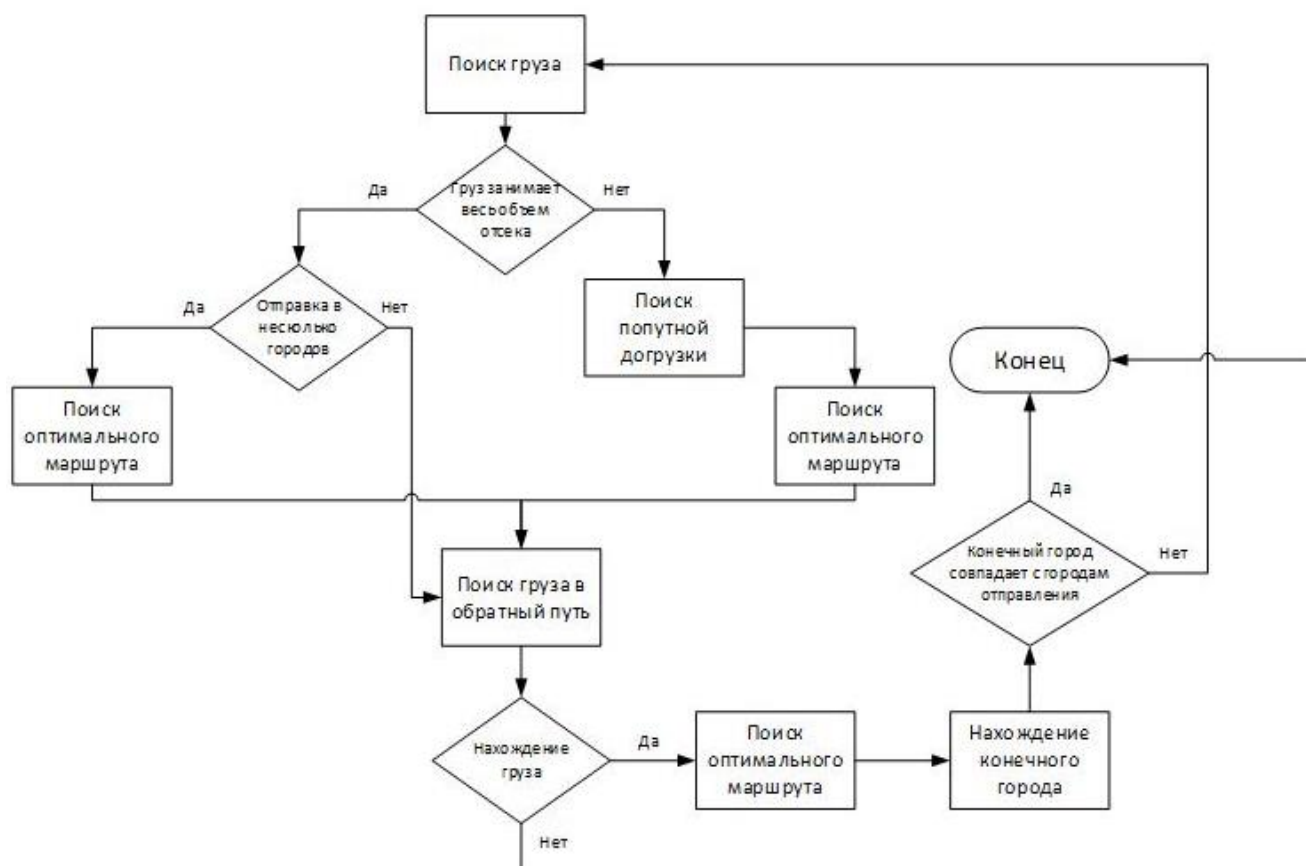 Поиск груза
Да
Груз занимает
весь объем
отсека
Нет
Да
Отправка в
несколько
городов
Нет
Поиск
попутной
догрузки
Конец
Поиск
оптимального
маршрута
Поиск
оптимального
маршрута
Да
Конечный город
совпадает с городам
отправления
Нет
Поиск груза в
обратный путь
Нахождение
груза
Да
Поиск
оптимального
маршрута
Нахождение
конечного
города
Нет